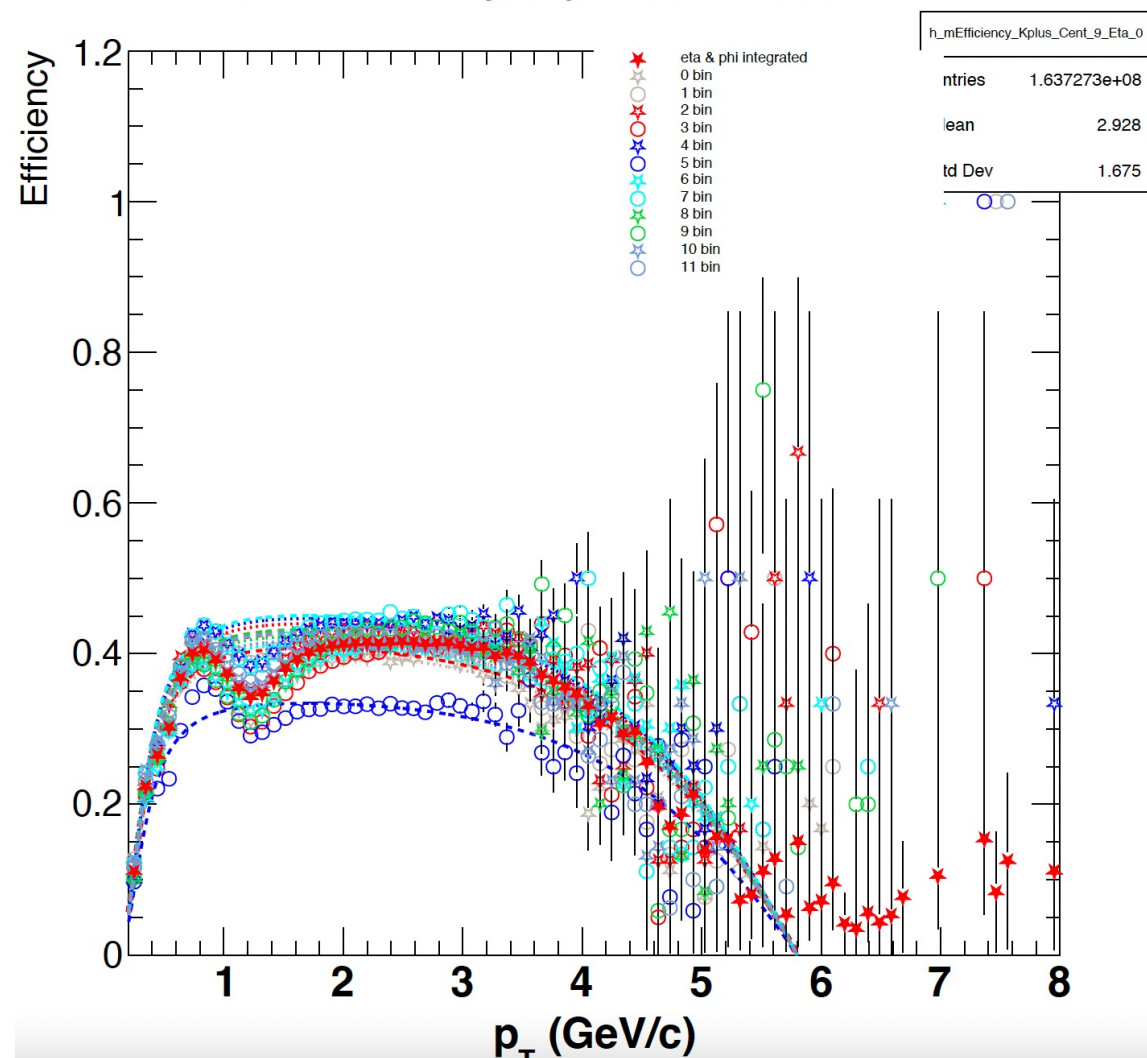 h_mEfficiency_Kplus_Cent_9_Eta_0
ntries 1.637273e+08
ean 2.928
td Dev 1.675
eta & phi integrated
0 bin
1 bin
2 bin
3 bin
4 bin
5 bin
6 bin
7 bin
8 bin
9 bin
10 bin
11 bin
Efficiency
1.2
1
0.8
0.6
0.4
0.2
0
1 2 3 4 5 6 7 8
p_T (GeV/c)